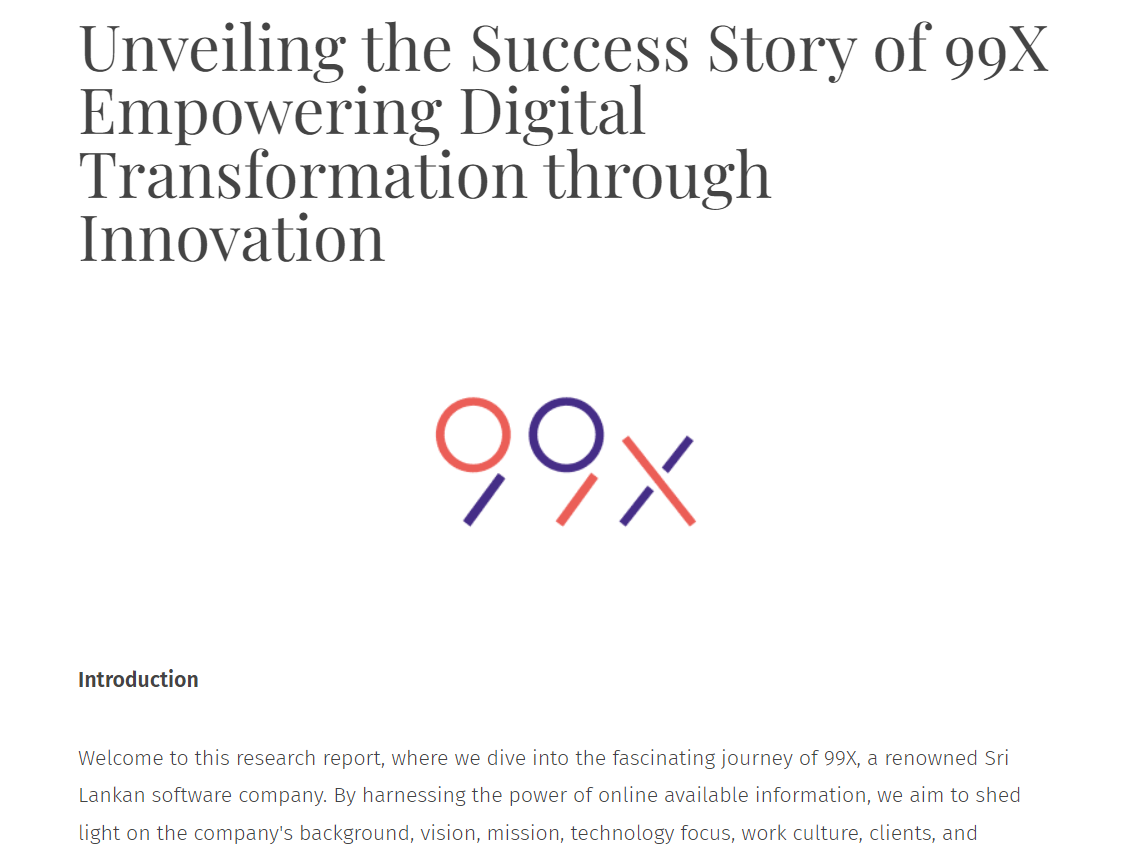 Unveiling the Success Story of 99X
Empowering Digital
Transformation through
Innovation
99x
Introduction
Welcome to this research report, where we dive into the fascinating journey of 99X, a renowned Sri
Lankan software company. By harnessing the power of online available information, we aim to shed
light on the company's background, vision, mission, technology focus, work culture, clients, and